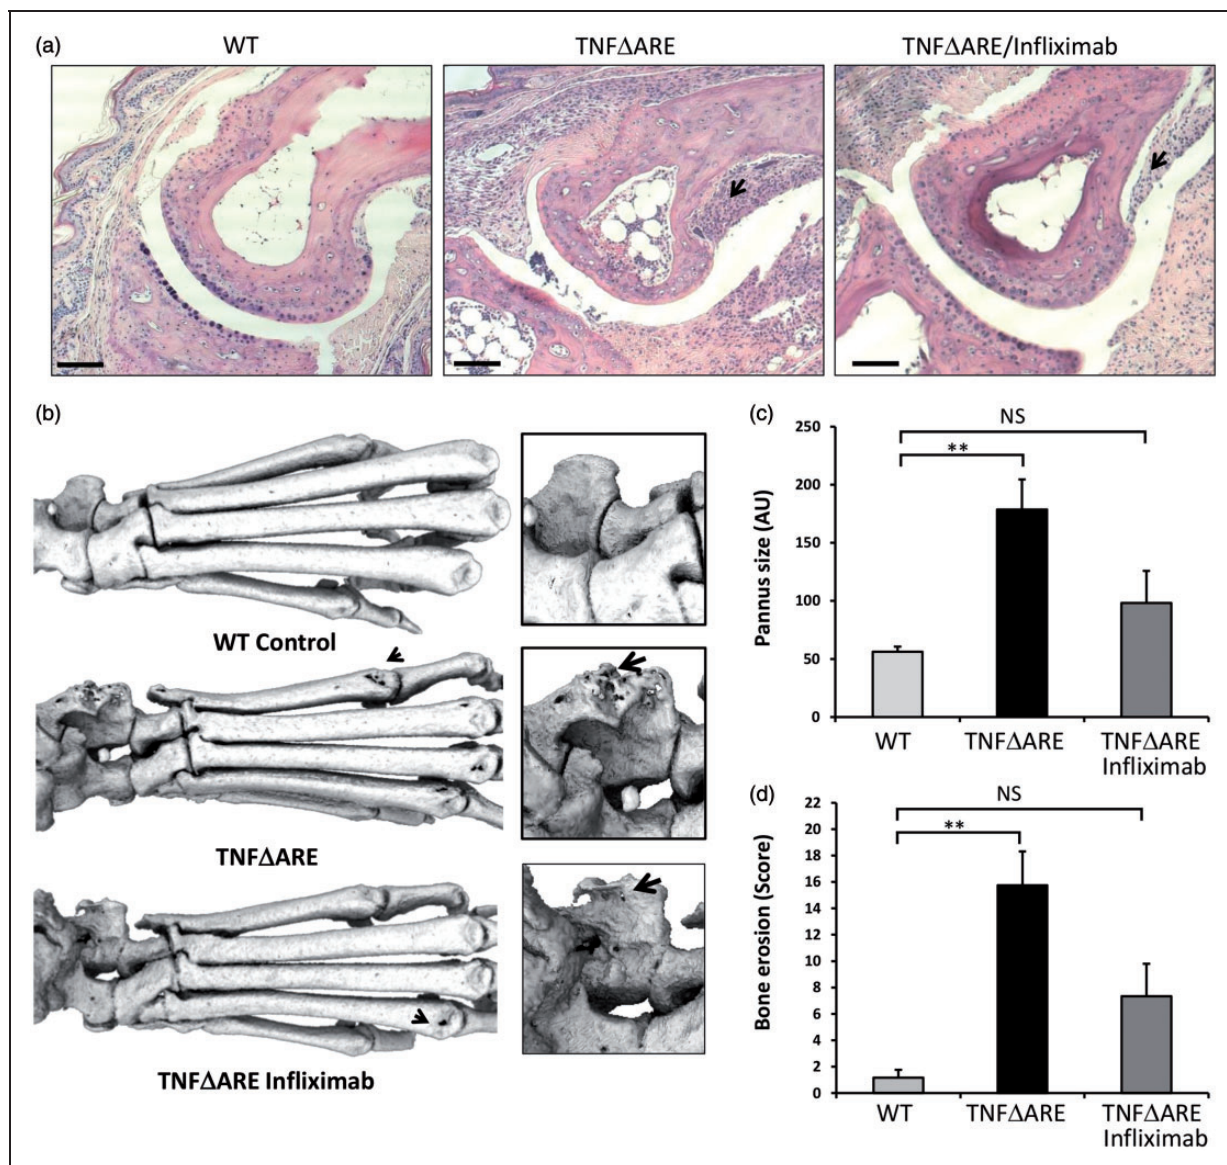 (a)
WT
TNFΔARE
TNFΔARE/Infliximab
(b)
WT Control
TNFΔARE
TNFΔARE Infliximab
(c)
NS
**
Pannus size (AU)
250
200
150
100
50
0
WT
TNFΔARE
TNFΔARE
Infliximab
(d)
NS
**
Bone erosion (Score)
22
20
18
16
14
12
10
8
6
4
2
0
WT
TNFΔARE
TNFΔARE
Infliximab